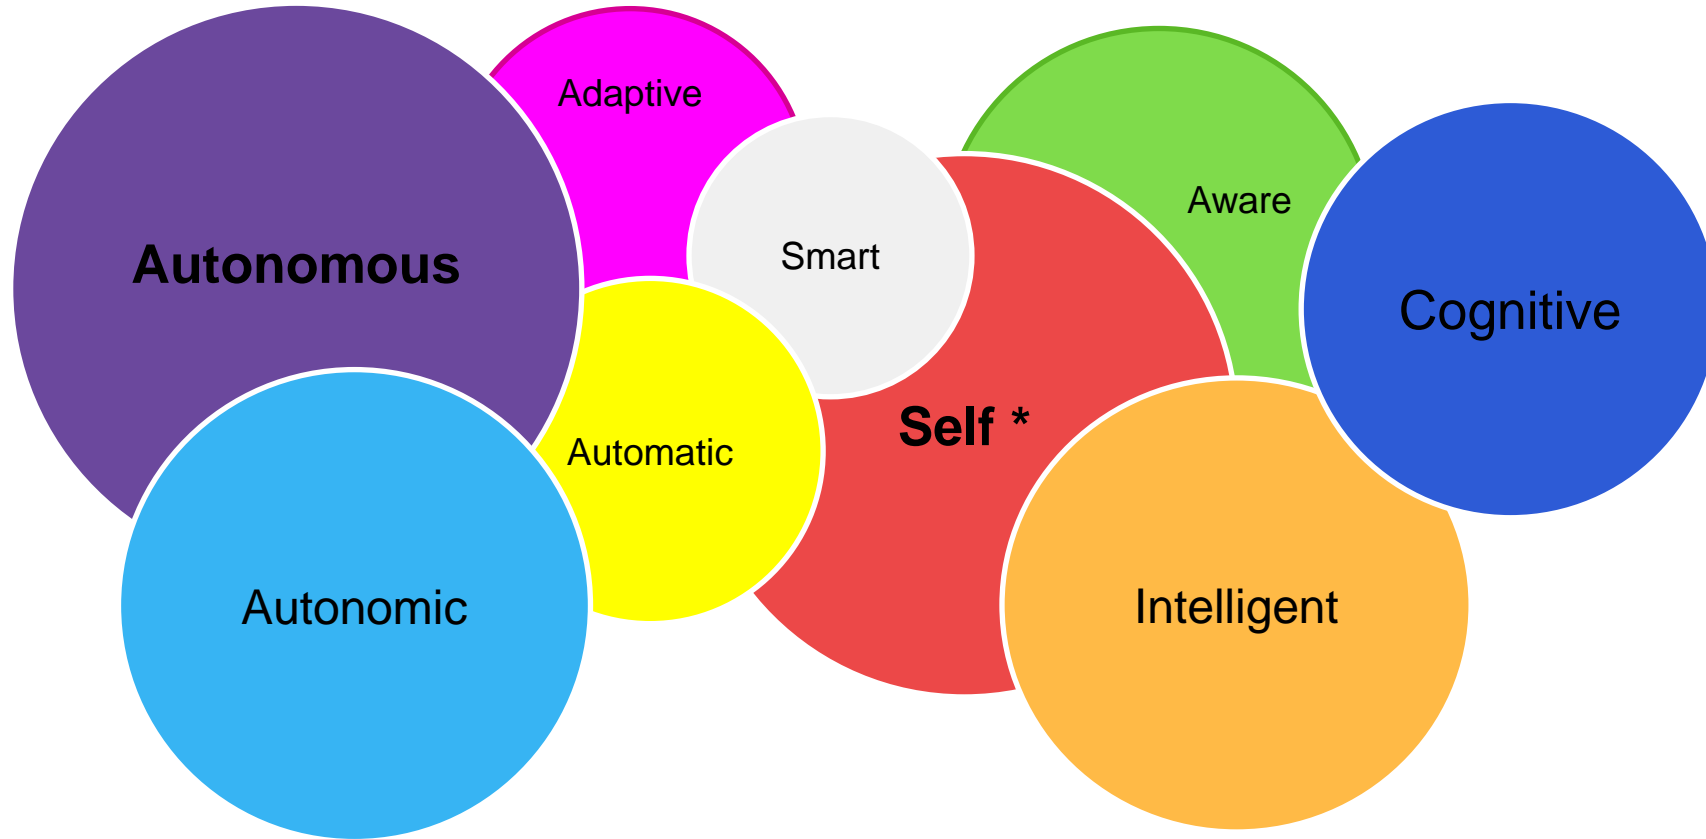 Adaptive
Aware
Autonomous
Smart
Cognitive
Self *
Automatic
Autonomic
Intelligent